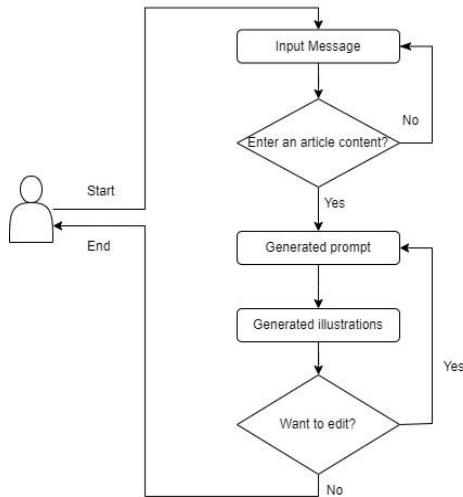 Input Message
Enter an article content?
No
Start
Yes
End
Generated prompt
Generated illustrations
Yes
Want to edit?
No